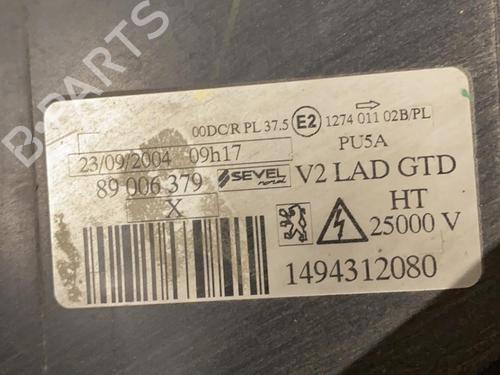 B-PARTS
00DC/R PL 37.5 E2 1274 011 02B/PL
PU5A
23/09/2004 09h17
89 006 379 SEVEL nord V2 LAD GTD
X HT
25000 V
1494312080